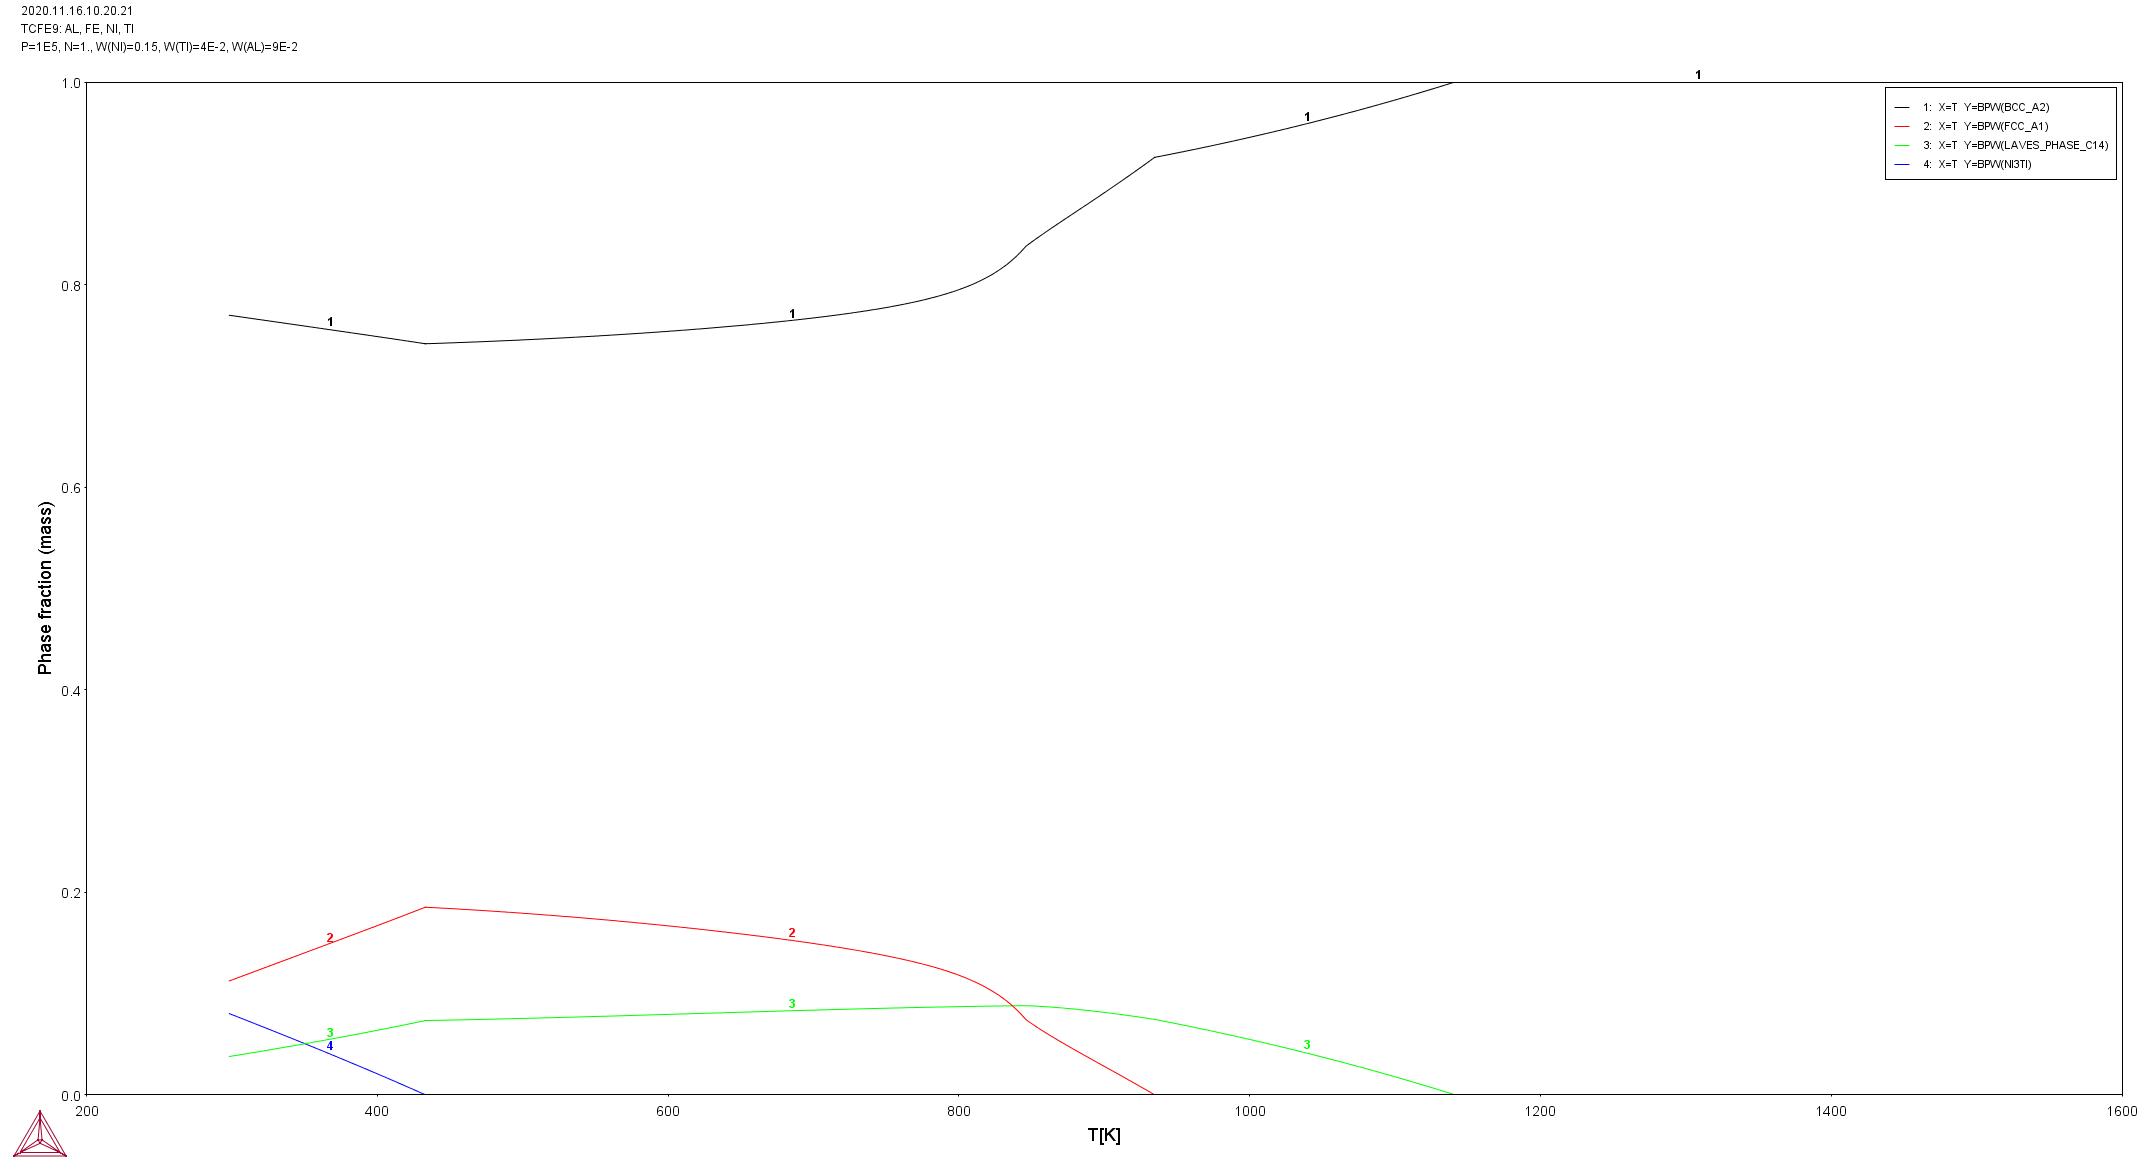 2020.11.16.10.20.21
TCFE9: AL, FE, NI, TI
P=1E5, N=1., W(NI)=0.15, W(TI)=4E-2, W(AL)=9E-2
1
1: X=T Y=BPW(BCC_A2)
2: X=T Y=BPW(FCC_A1)
3: X=T Y=BPW(LAVES_PHASE_C14)
4: X=T Y=BPW(NI3TI)
1.0
1
0.8
1
1
0.6
Phase fraction (mass)
0.4
0.2
2
2
3
3
4
3
0.0
200 400 600 800 1000 1200 1400 1600
T[K]